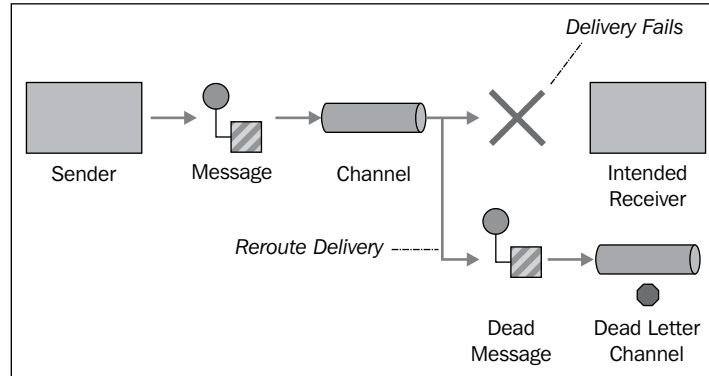 Delivery Fails
Sender
Message
Channel
Intended
Receiver
Reroute Delivery
Dead
Message
Dead Letter
Channel